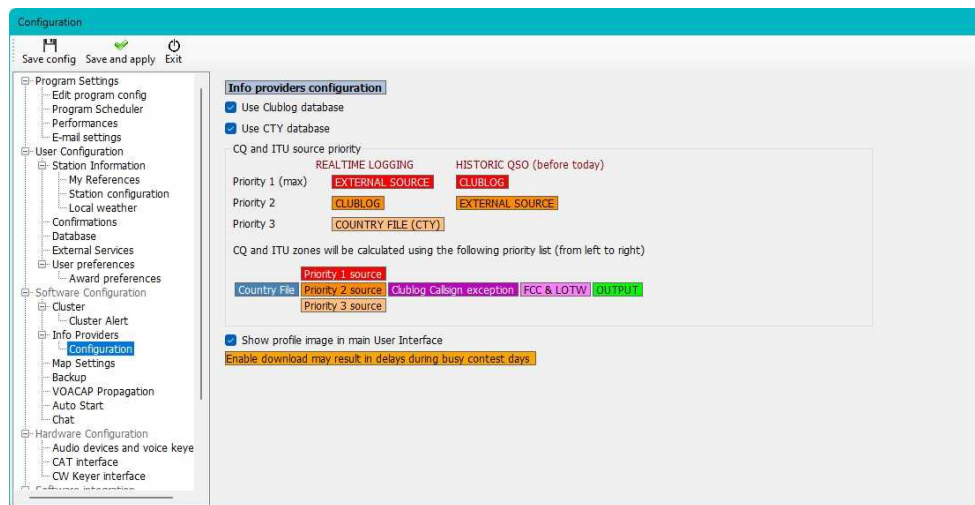 Configuration
Save config Save and apply Exit
Program Settings
Edit program config
Program Scheduler
Performances
E-mail settings
User Configuration
Station Information
My References
Station configuration
Local weather
Confirmations
Database
External Services
User preferences
Award preferences
Software Configuration
Cluster
Cluster Alert
Info Providers
Configuration
Map Settings
Backup
VOACAP Propagation
Auto Start
Chat
Hardware Configuration
Audio devices and voice keye
CAT interface
CW Keyer interface
Software integration
Info providers configuration
Use Clublog database
Use CTY database
CQ and ITU source priority
REALTIME LOGGING HISTORIC QSO (before today)
Priority 1 (max) EXTERNAL SOURCE CLUBLOG
Priority 2 CLUBLOG EXTERNAL SOURCE
Priority 3 COUNTRY FILE (CTY)
CQ and ITU zones will be calculated using the following priority list (from left to right)
Priority 1 source
Country File Priority 2 source Clublog Callsign exception FCC & LOTW OUTPUT
Priority 3 source
Show profile image in main User Interface
Enable download may result in delays during busy contest days